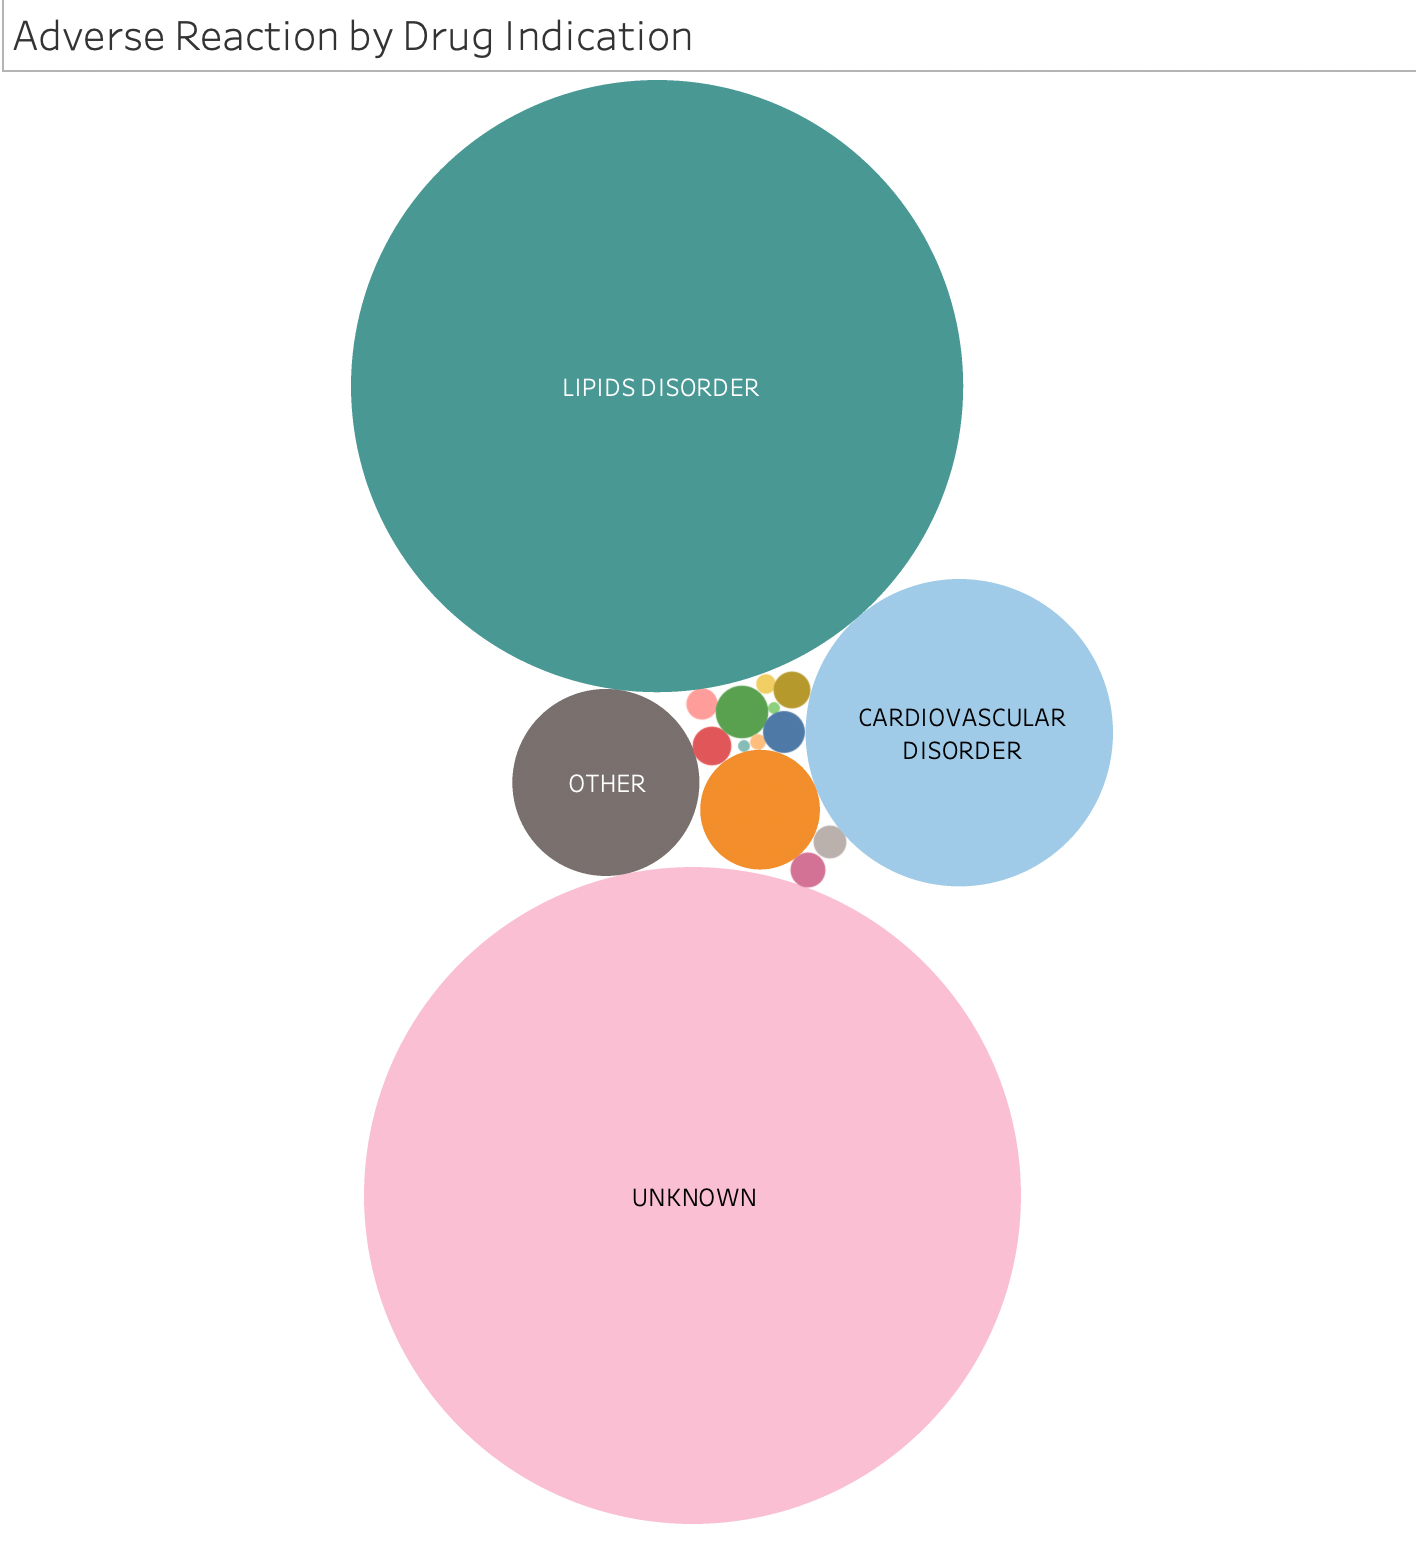 Adverse Reaction by Drug Indication
LIPIDS DISORDER
CARDIOVASCULAR
DISORDER
OTHER
UNKNOWN